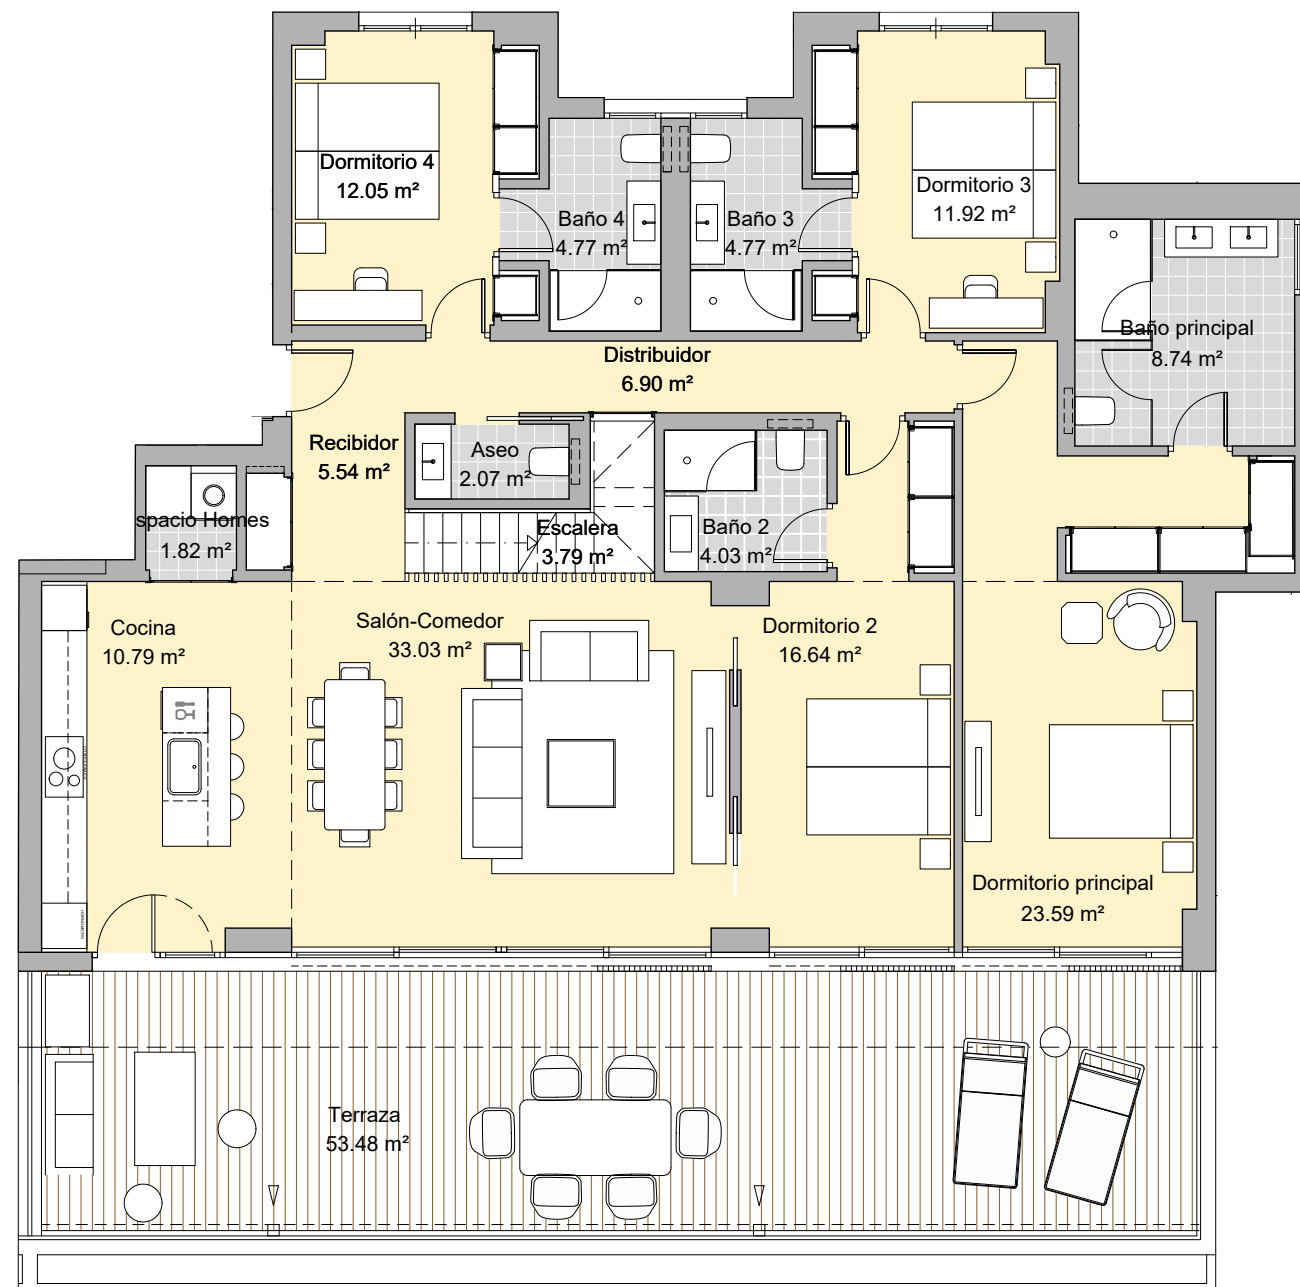 Dormitorio 4
12.05 m²
Dormitorio 3
11.92 m²
Baño 4
4.77 m²
Baño 3
4.77 m²
Baño principal
8.74 m²
Distribuidor
6.90 m²
Recibidor
5.54 m²
Aseo
2.07 m²
spacio Homes
1.82 m²
Escalera
3.79 m²
Baño 2
4.03 m²
Cocina
10.79 m²
Salón-Comedor
33.03 m²
Dormitorio 2
16.64 m²
Dormitorio principal
23.59 m²
Terraza
53.48 m²